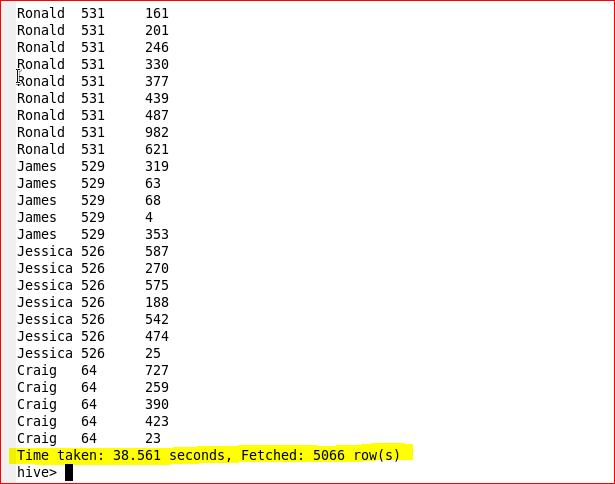 Ronald  531     161
Ronald  531     201
Ronald  531     246
Ronald  531     330
Ronald  531     377
Ronald  531     439
Ronald  531     487
Ronald  531     982
Ronald  531     621
James   529     319
James   529     63
James   529     68
James   529     4
James   529     353
Jessica 526     587
Jessica 526     270
Jessica 526     575
Jessica 526     188
Jessica 526     542
Jessica 526     474
Jessica 526     25
Craig   64      727
Craig   64      259
Craig   64      390
Craig   64      423
Craig   64      23
Time taken: 38.561 seconds, Fetched: 5066 row(s)
hive>